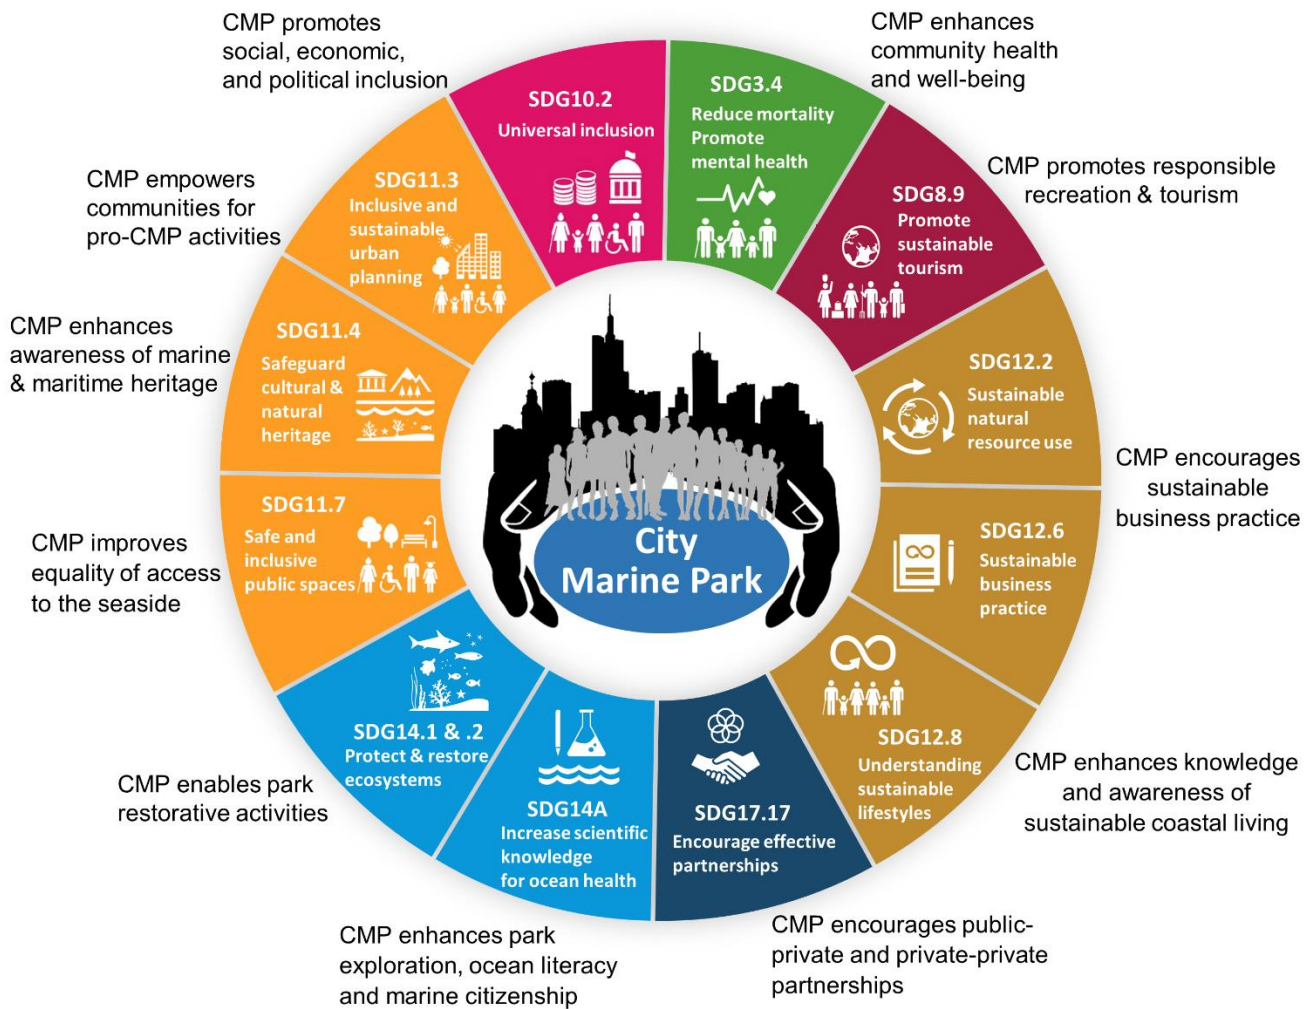 CMP promotes
social, economic,
and political inclusion
CMP enhances
community health
and well-being
CMP promotes responsible
recreation & tourism
CMP encourages
sustainable
business practice
CMP enhances knowledge
and awareness of
sustainable coastal living
CMP encourages public-
private and private-private
partnerships
CMP enhances park
exploration, ocean literacy
and marine citizenship
CMP enables park
restorative activities
CMP improves
equality of access
to the seaside
CMP enhances
awareness of marine
& maritime heritage
CMP empowers
communities for
pro-CMP activities
SDG10.2
Universal inclusion
SDG3.4
Reduce mortality
Promote
mental health
SDG8.9
Promote
sustainable
tourism
SDG12.2
Sustainable
natural
resource use
SDG12.6
Sustainable
business
practice
SDG12.8
Understanding
sustainable
lifestyles
SDG17.17
Encourage effective
partnerships
SDG14A
Increase scientific
knowledge
for ocean health
SDG14.1 & .2
Protect & restore
ecosystems
SDG11.7
Safe and
inclusive
public spaces
SDG11.4
Safeguard
cultural &
natural
heritage
SDG11.3
Inclusive and
sustainable
urban
planning
City
Marine Park